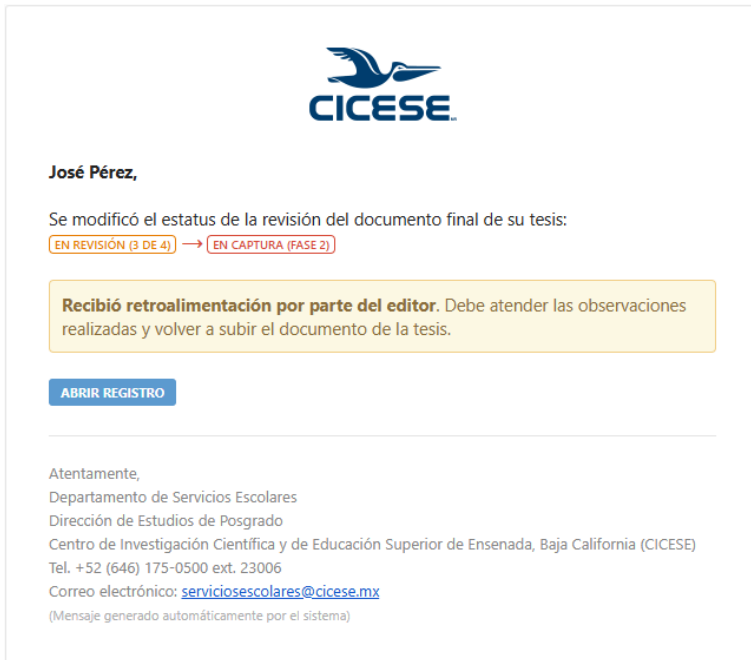 CICESE
José Pérez,
Se modificó el estatus de la revisión del documento final de su tesis:
EN REVISIÓN (3 DE 4) → EN CAPTURA (FASE 2)
Recibió retroalimentación por parte del editor. Debe atender las observaciones
realizadas y volver a subir el documento de la tesis.
ABRIR REGISTRO
Atentamente,
Departamento de Servicios Escolares
Dirección de Estudios de Posgrado
Centro de Investigación Científica y de Educación Superior de Ensenada, Baja California (CICESE)
Tel. +52 (646) 175-0500 ext. 23006
Correo electrónico: serviciosescolares@cicese.mx
(Mensaje generado automáticamente por el sistema)